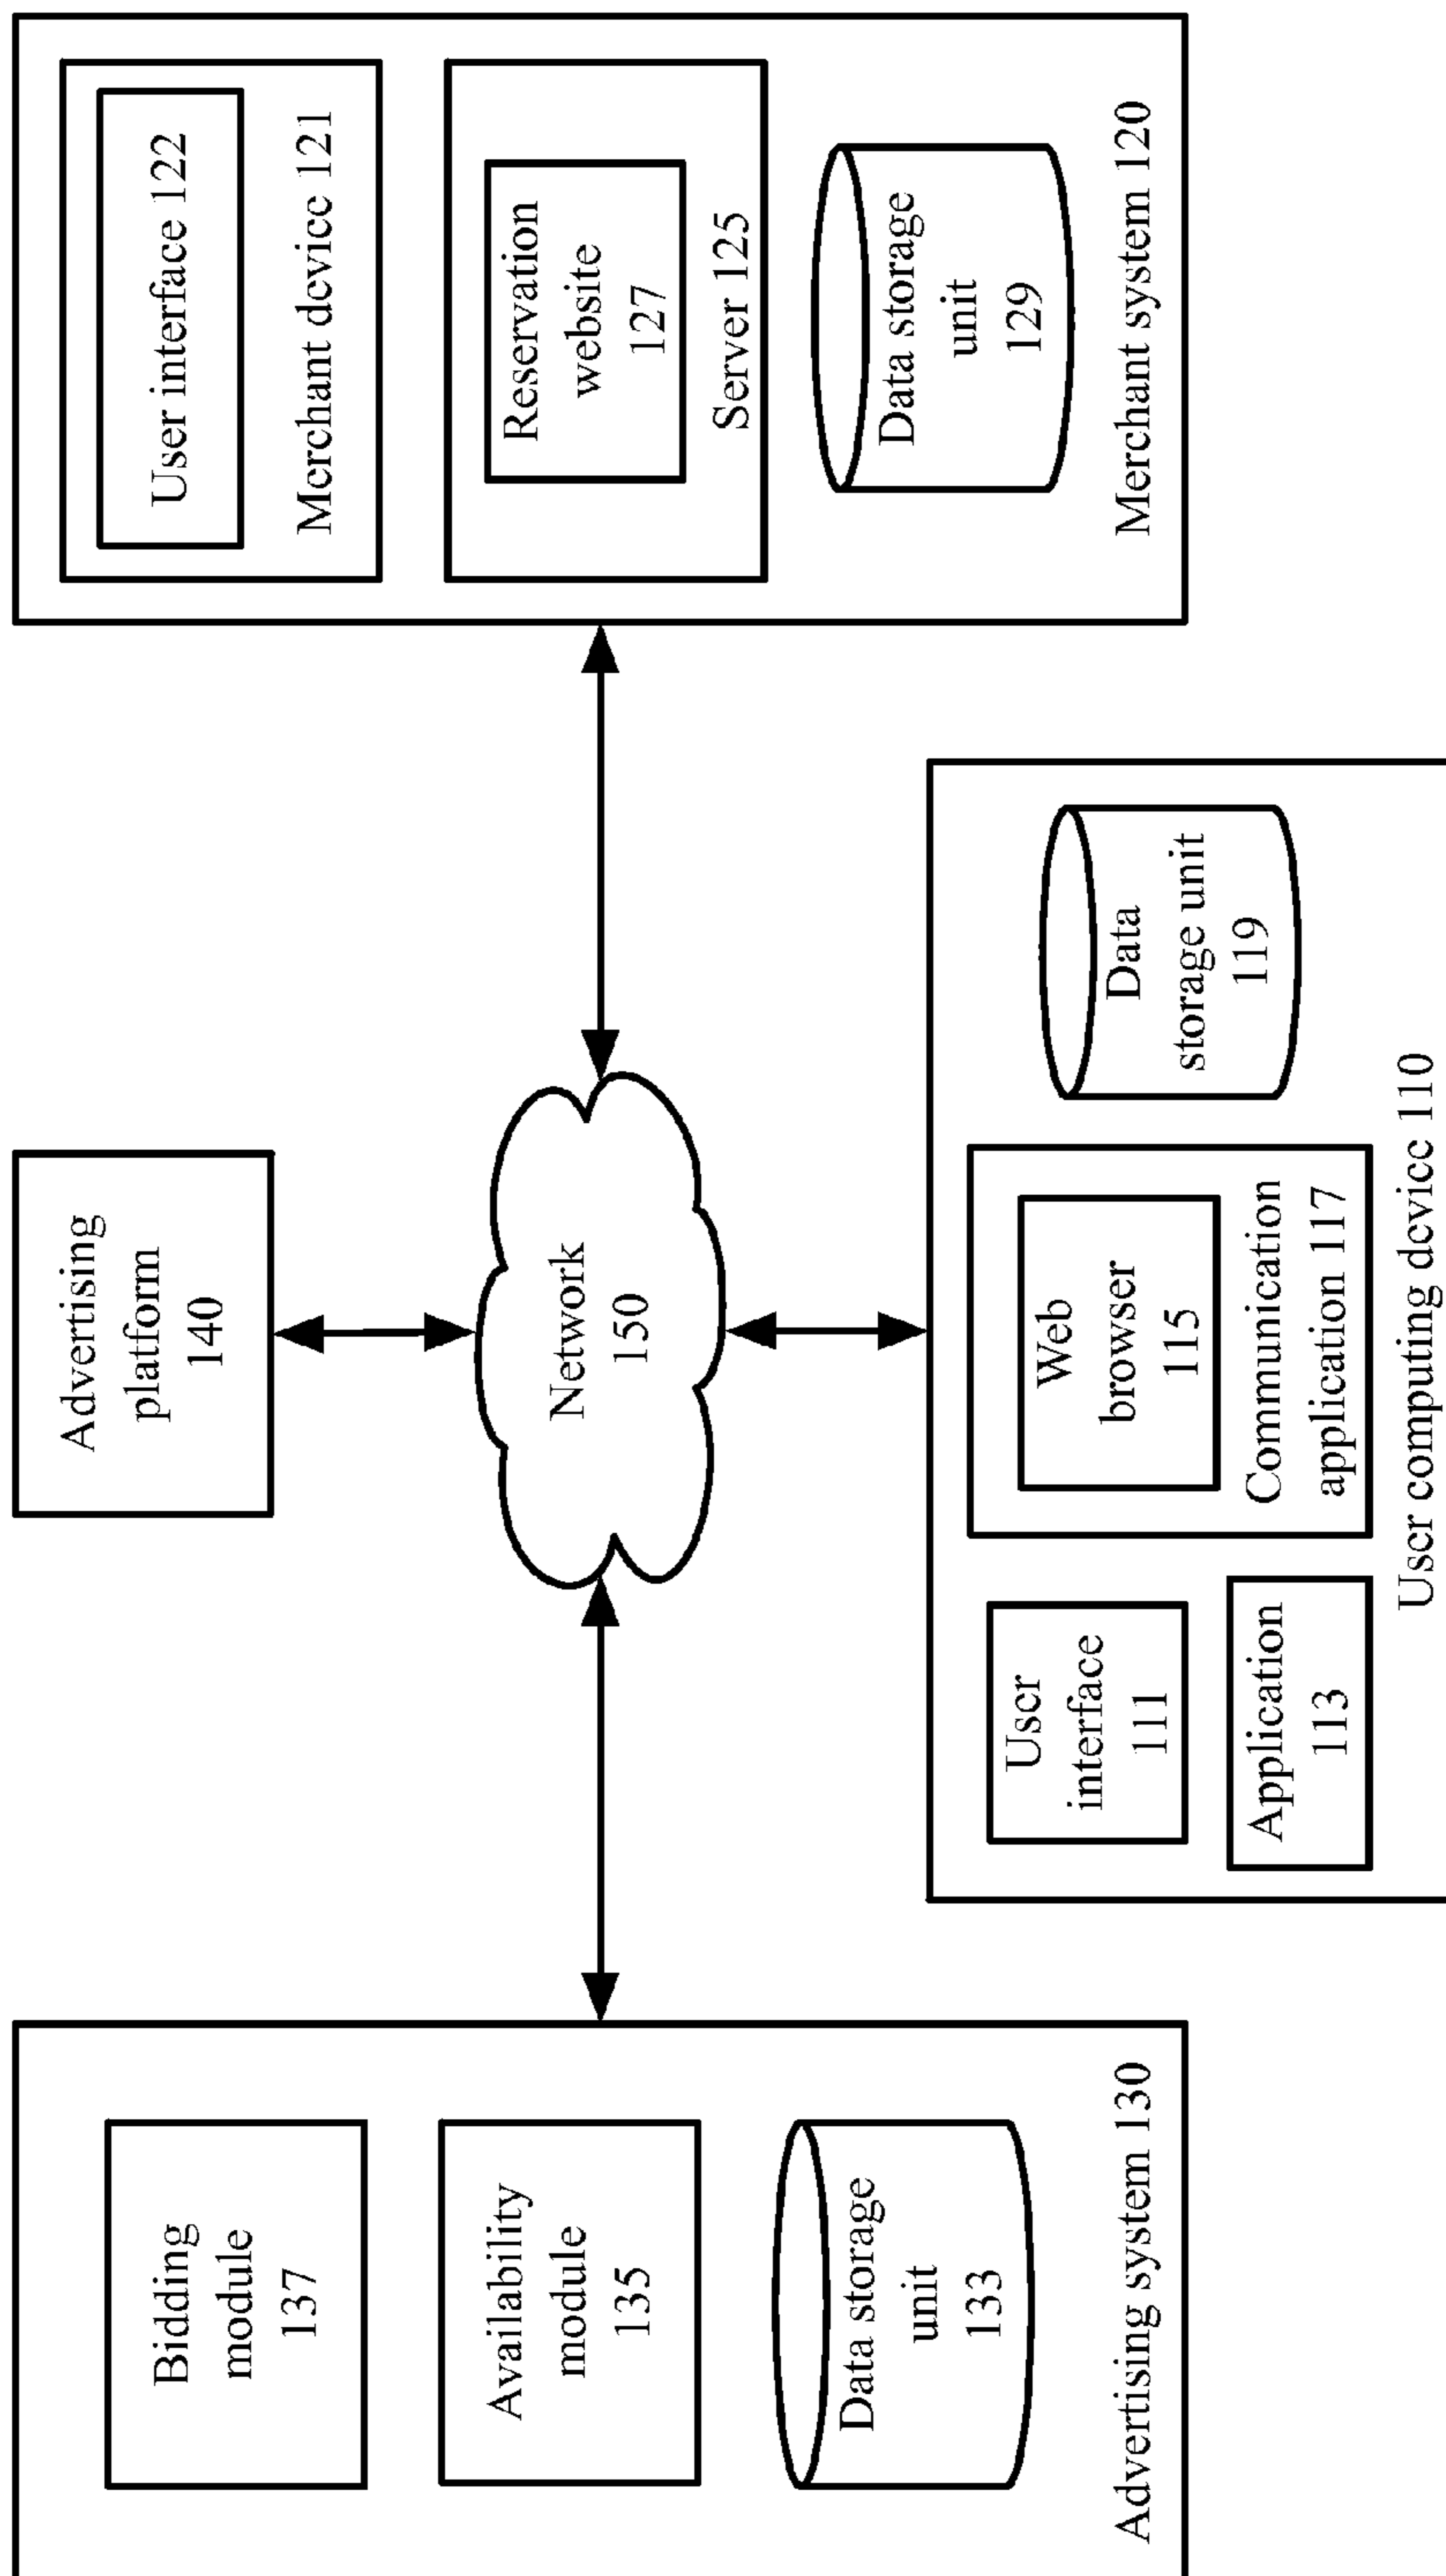 Advertising
platform
140
Bidding
module
137
Availability
module
135
Data storage
unit
133
Advertising system 130
Network
150
User interface 122
Merchant device 121
Reservation
website
127
Server 125
Data storage
unit
129
Merchant system 120
User
interface
111
Application
113
Web
browser
115
Communication
application 117
Data
storage unit
119
User computing device 110